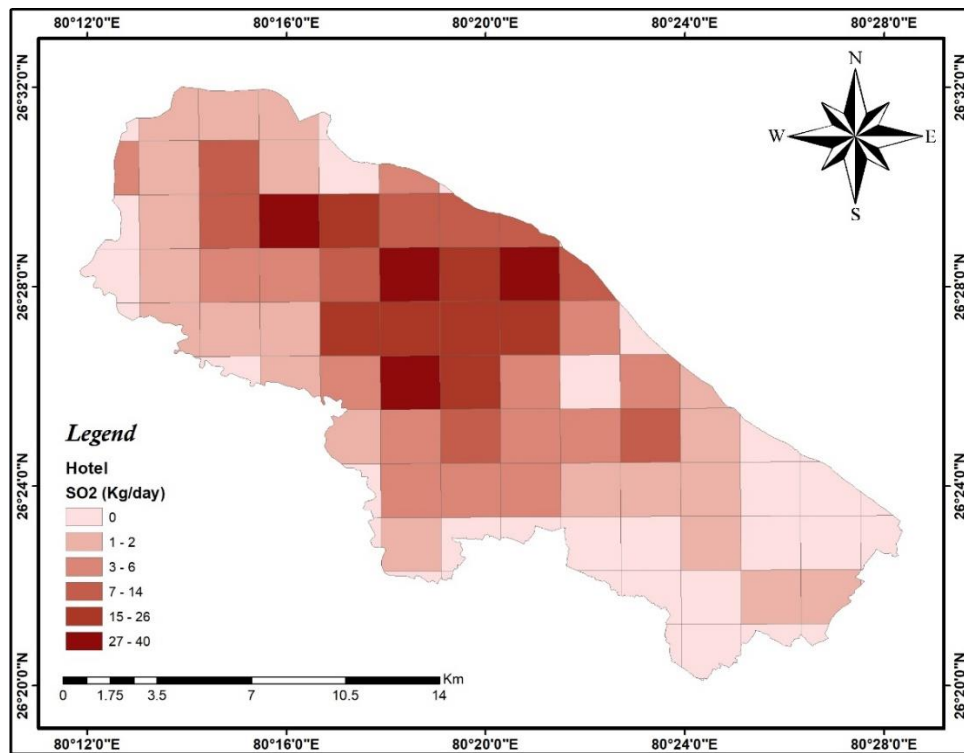 80°12'0"E 80°16'0"E 80°20'0"E 80°24'0"E 80°28'0"E
26°32'0"N 26°32'0"N
N
W E
S
26°28'0"N 26°28'0"N
Legend
Hotel
SO2 (Kg/day)
0
1 - 2
3 - 6
7 - 14
15 - 26
27 - 40
26°24'0"N 26°24'0"N
Km
0 1.75 3.5 7 10.5 14
26°20'0"N 26°20'0"N
80°12'0"E 80°16'0"E 80°20'0"E 80°24'0"E 80°28'0"E